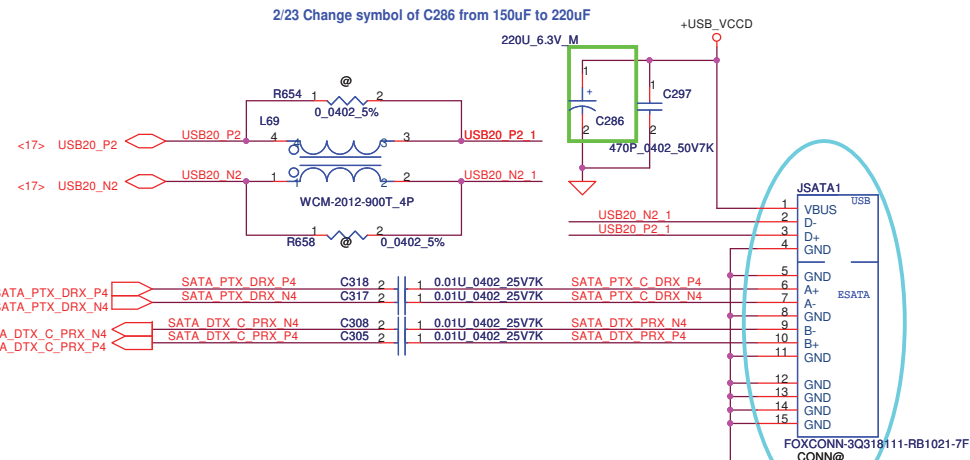 2/23 Change symbol of C286 from 150uF to 220uF
+USB_VCCD
220U_6.3V_M
@
R654 1 2
0_0402_5%
1
+
C286
2
1
C297
2
470P_0402_50V7K
L69
<17> USB20_P2 USB20_P2 4 4 3 3 USB20_P2_1
<17> USB20_N2 USB20_N2 1 1 2 2 USB20_N2_1
WCM-2012-900T_4P
R658 1 @ 2 0_0402_5%
JSATA1
USB
1 VBUS
USB20_N2_1 2 D-
USB20_P2_1 3 D+
4 GND
5 GND
SATA_PTX_DRX_P4 SATA_PTX_DRX_P4 C318 2 1 0.01U_0402_25V7K SATA_PTX_C_DRX_P4 6 A+
SATA_PTX_DRX_N4 SATA_PTX_DRX_N4 C317 2 1 0.01U_0402_25V7K SATA_PTX_C_DRX_N4 7 A-
ESATA
8 GND
A_DTX_C_PRX_N4 SATA_DTX_C_PRX_N4 C308 2 1 0.01U_0402_25V7K SATA_DTX_PRX_N4 9 B-
A_DTX_C_PRX_P4 SATA_DTX_C_PRX_P4 C305 2 1 0.01U_0402_25V7K SATA_DTX_PRX_P4 10 B+
11 GND
12 GND
13 GND
14 GND
15 GND
FOXCONN-3Q318111-RB1021-7F
CONN@